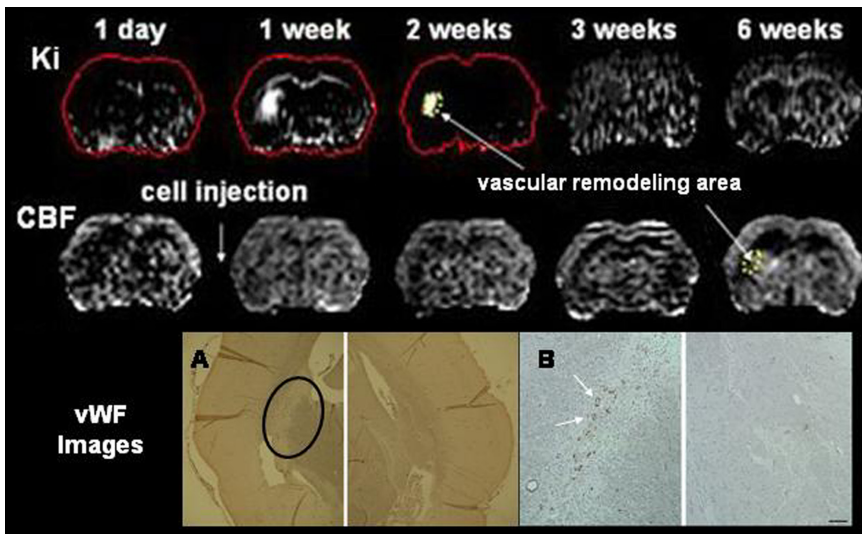 1 day 1 week 2 weeks 3 weeks 6 weeks
Ki
vascular remodeling area
cell injection
CBF
A B
vWF
Images